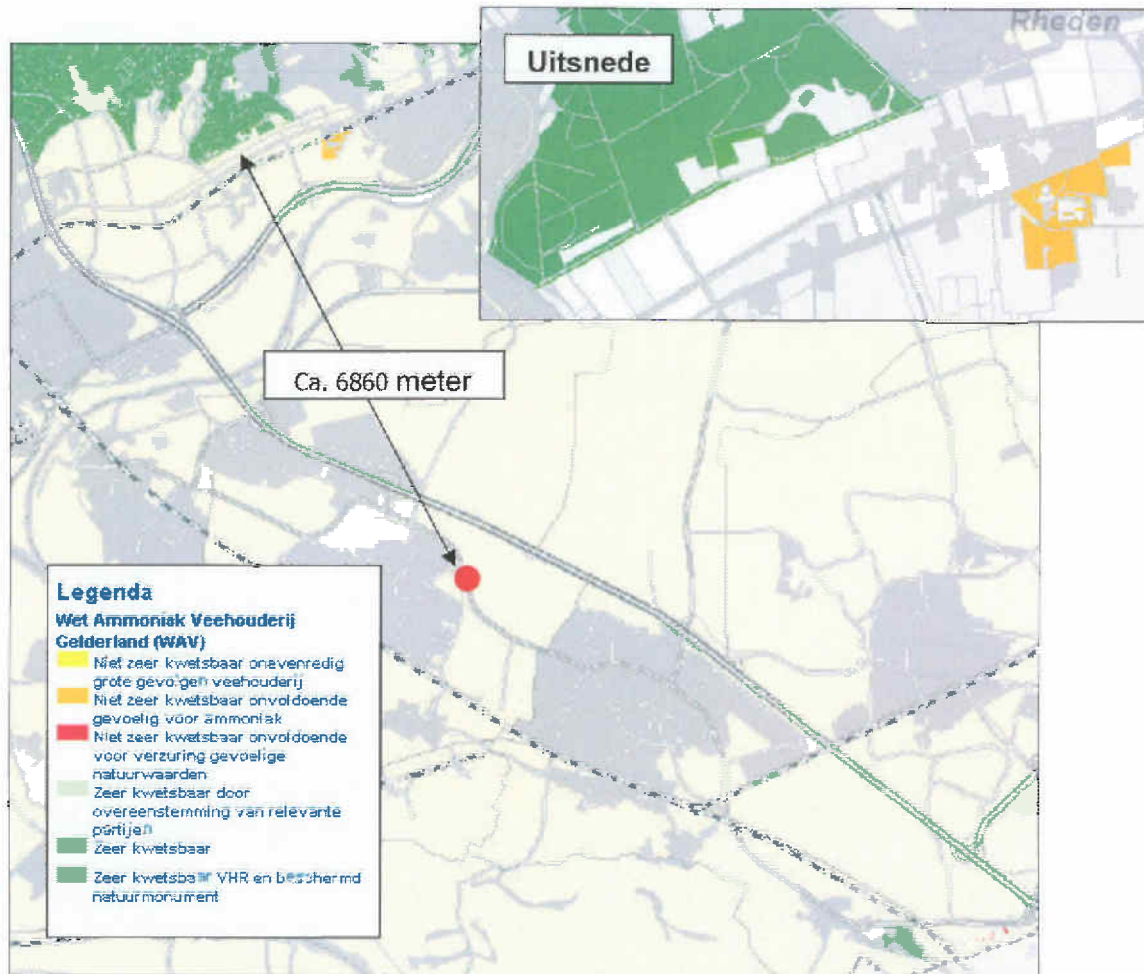 Rheden
Uitsnede
Ca. 6860 meter
Legenda
Wet Ammoniak Veehouderij
Gelderland (WAV)
Niet zeer kwetsbaar onevenredig
grote gevolgen veehouderij
Niet zeer kwetsbaar onvoldoende
gevoelig voor ammoniak
Niet zeer kwetsbaar onvoldoende
voor verzuring gevoelige
natuurwaarden
Zeer kwetsbaar door
overeenstemming van relevante
partijen
Zeer kwetsbaar
Zeer kwetsbaar VHR en beschermd
natuurmonument